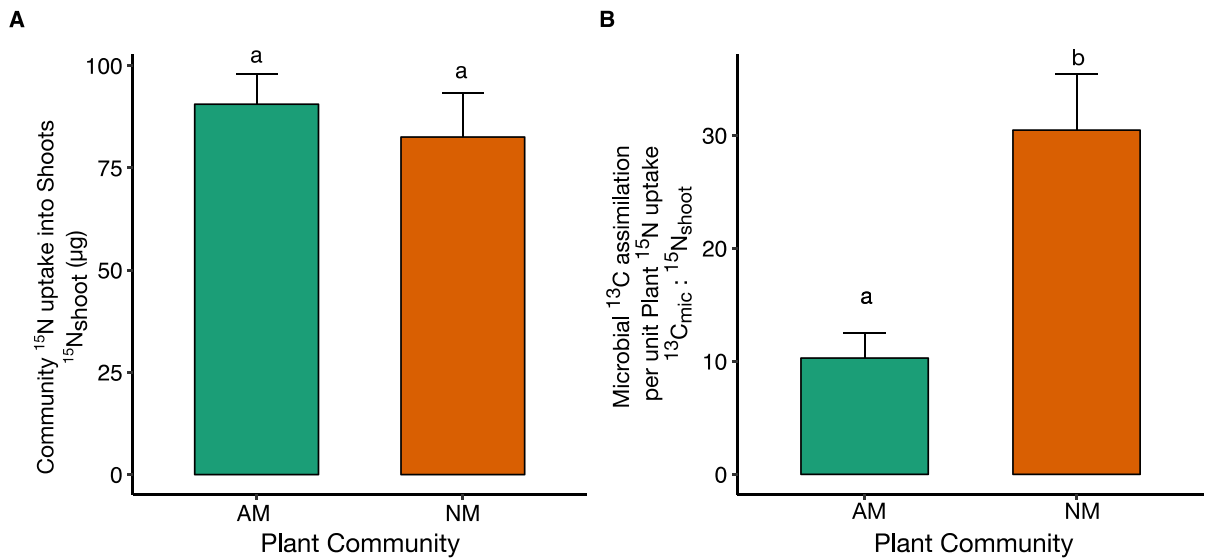 A
Community ¹⁵N uptake into Shoots
¹⁵Nshoot (µg)
100
75
50
25
0
a
a
AM
NM
Plant Community
B
Microbial ¹³C assimilation
per unit Plant ¹⁵N uptake
¹³Cmic : ¹⁵Nshoot
30
20
10
0
a
b
AM
NM
Plant Community